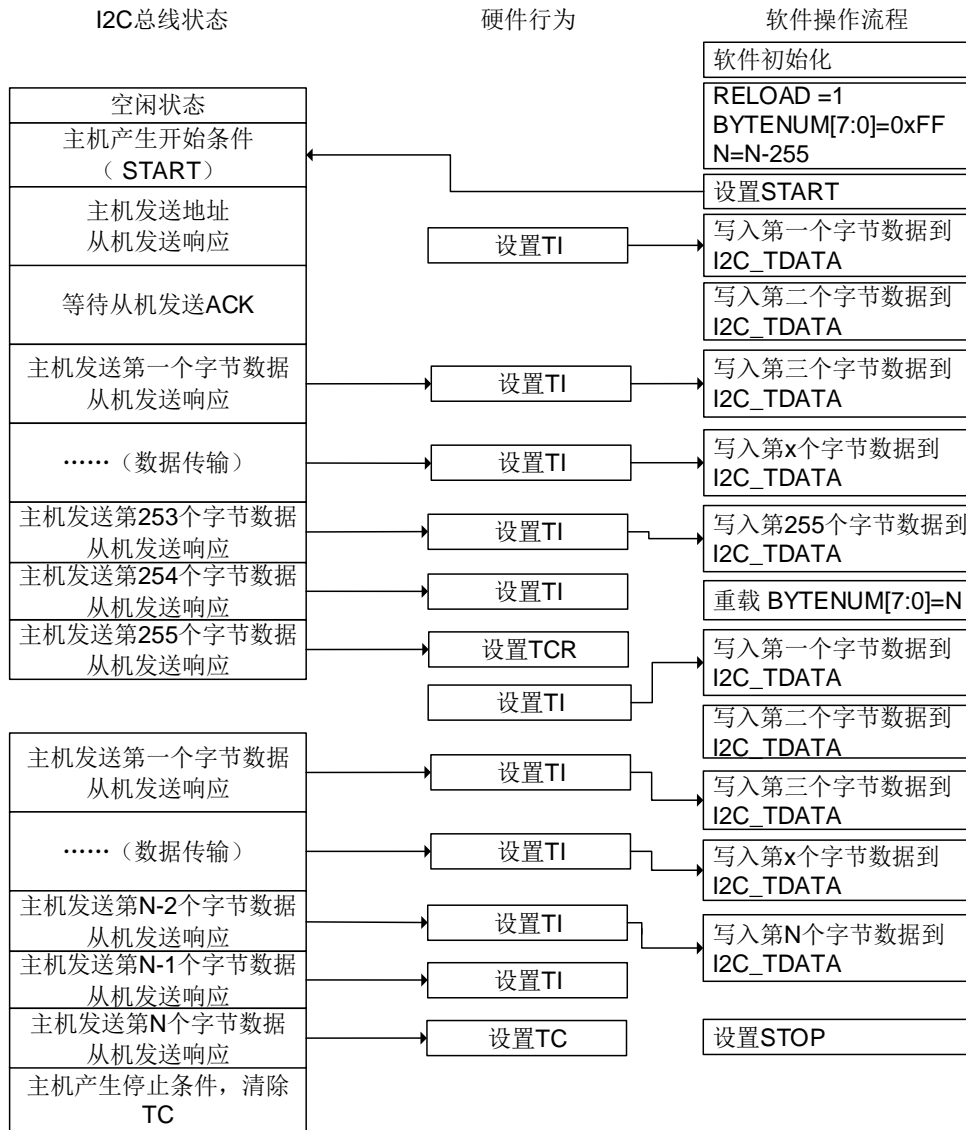 I2C总线状态
硬件行为
软件操作流程
软件初始化
空闲状态
RELOAD =1
BYTENUM[7:0]=0xFF
N=N-255
主机产生开始条件
（ START）
设置START
主机发送地址
从机发送响应
设置TI
写入第一个字节数据到
I2C_TDATA
等待从机发送ACK
写入第二个字节数据到
I2C_TDATA
主机发送第一个字节数据
从机发送响应
设置TI
写入第三个字节数据到
I2C_TDATA
……（数据传输）
设置TI
写入第x个字节数据到
I2C_TDATA
主机发送第253个字节数据
从机发送响应
设置TI
写入第255个字节数据到
I2C_TDATA
主机发送第254个字节数据
从机发送响应
设置TI
重载 BYTENUM[7:0]=N
主机发送第255个字节数据
从机发送响应
设置TCR
设置TI
写入第一个字节数据到
I2C_TDATA
写入第二个字节数据到
I2C_TDATA
主机发送第一个字节数据
从机发送响应
设置TI
写入第三个字节数据到
I2C_TDATA
……（数据传输）
设置TI
写入第x个字节数据到
I2C_TDATA
主机发送第N-2个字节数据
从机发送响应
设置TI
写入第N个字节数据到
I2C_TDATA
主机发送第N-1个字节数据
从机发送响应
设置TI
主机发送第N个字节数据
从机发送响应
设置TC
设置STOP
主机产生停止条件，清除
TC